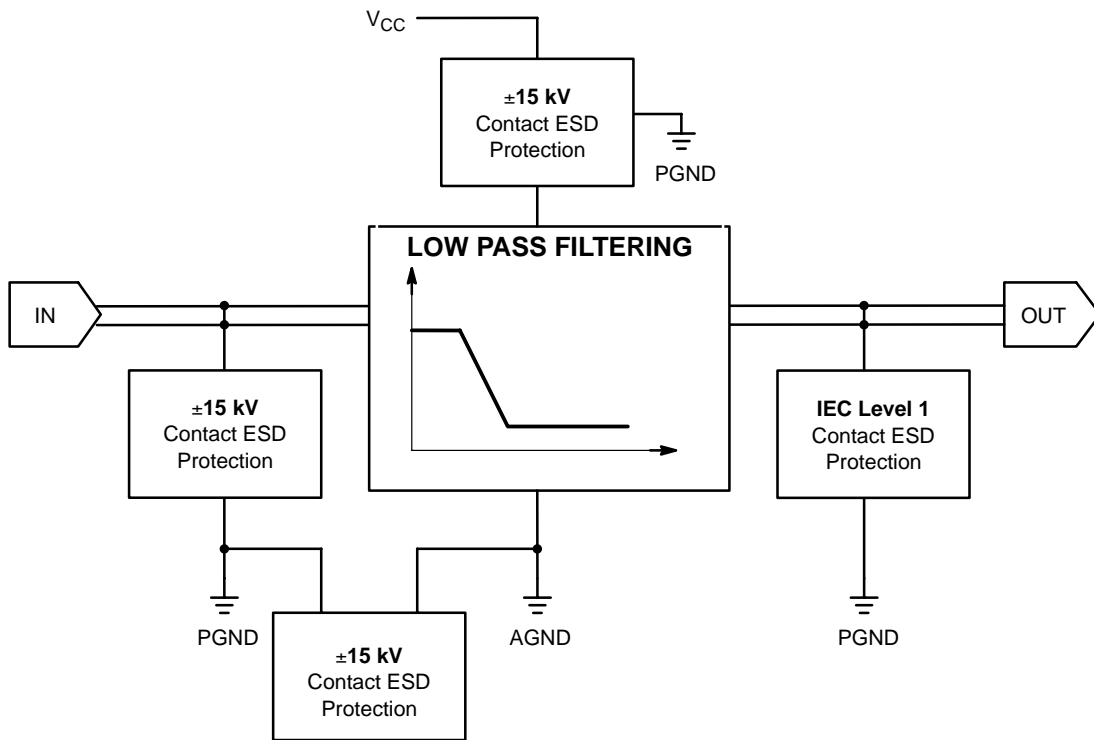 VCC
±15 kV
Contact ESD
Protection
PGND
LOW PASS FILTERING
IN
OUT
±15 kV
Contact ESD
Protection
IEC Level 1
Contact ESD
Protection
PGND
AGND
PGND
±15 kV
Contact ESD
Protection